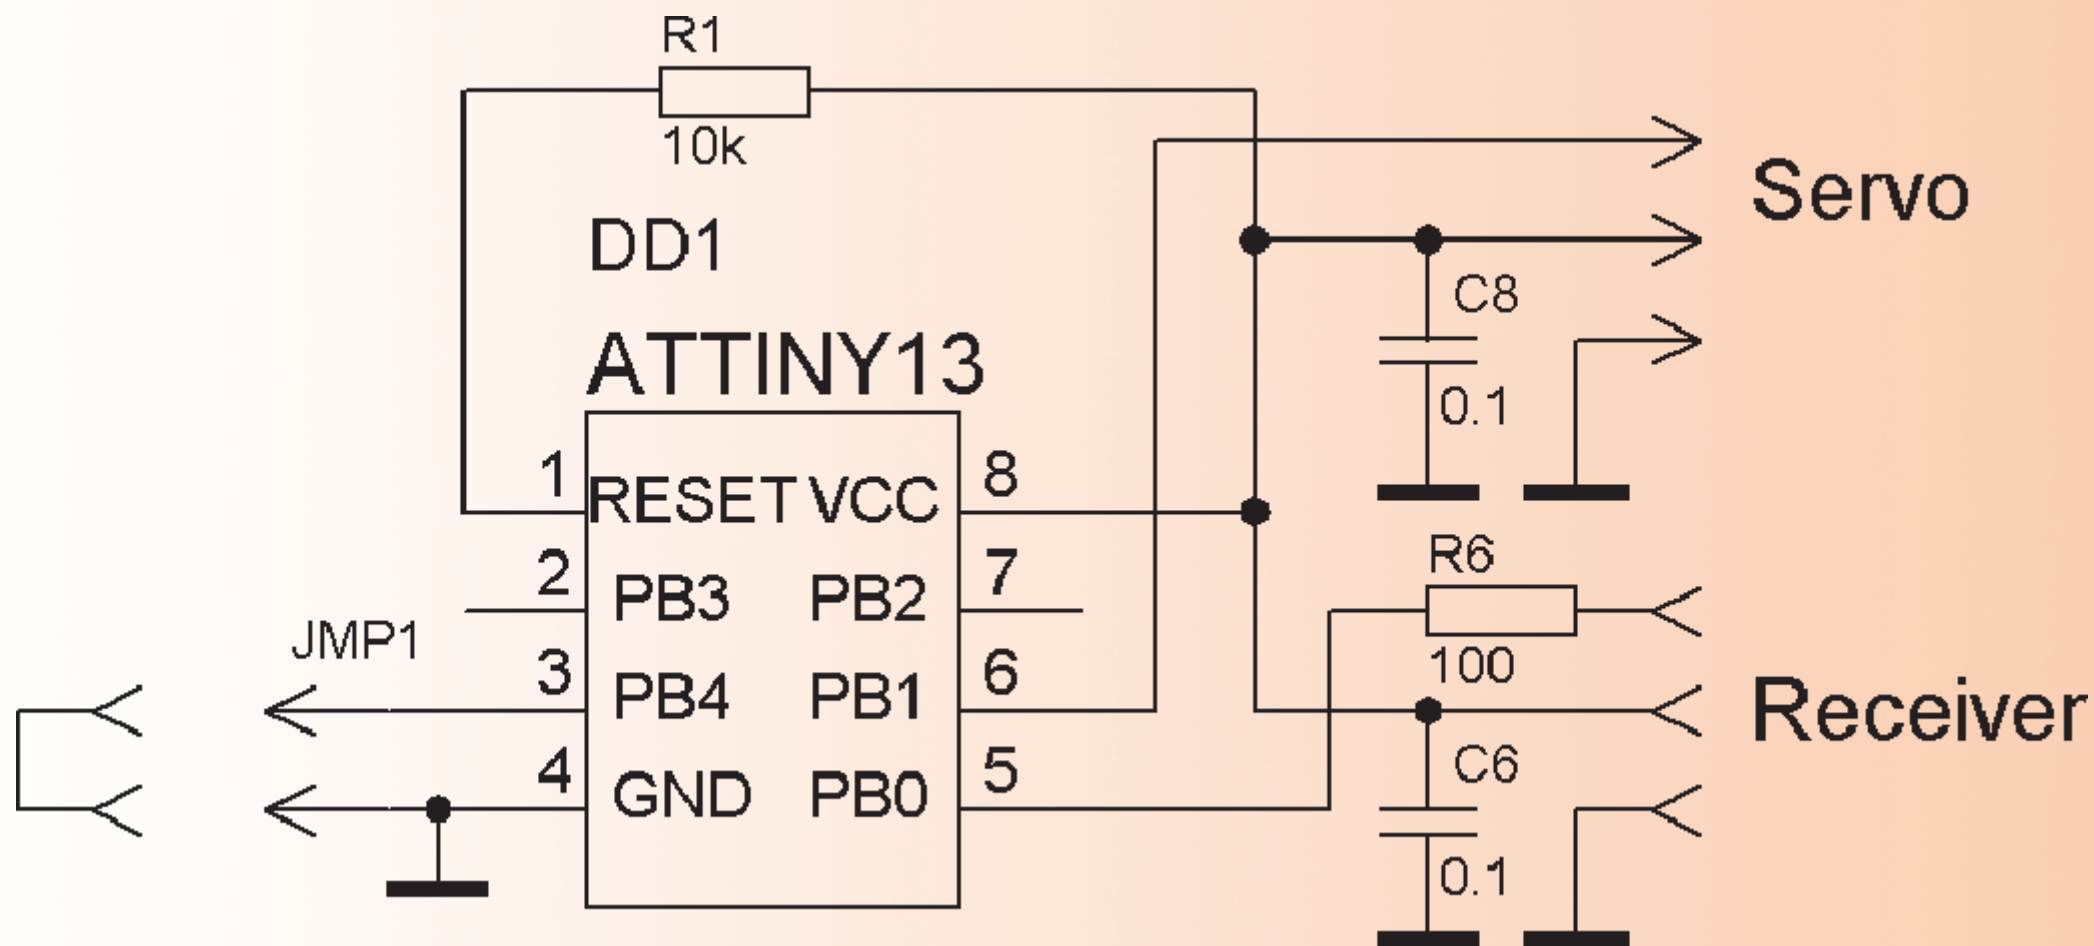 R1
10k
Servo
DD1
C8
ATTINY13
0.1
1 RESET VCC 8
R6
2 PB3 PB2 7
JMP1
100
3 PB4 PB1 6
Receiver
C6
4 GND PB0 5
0.1